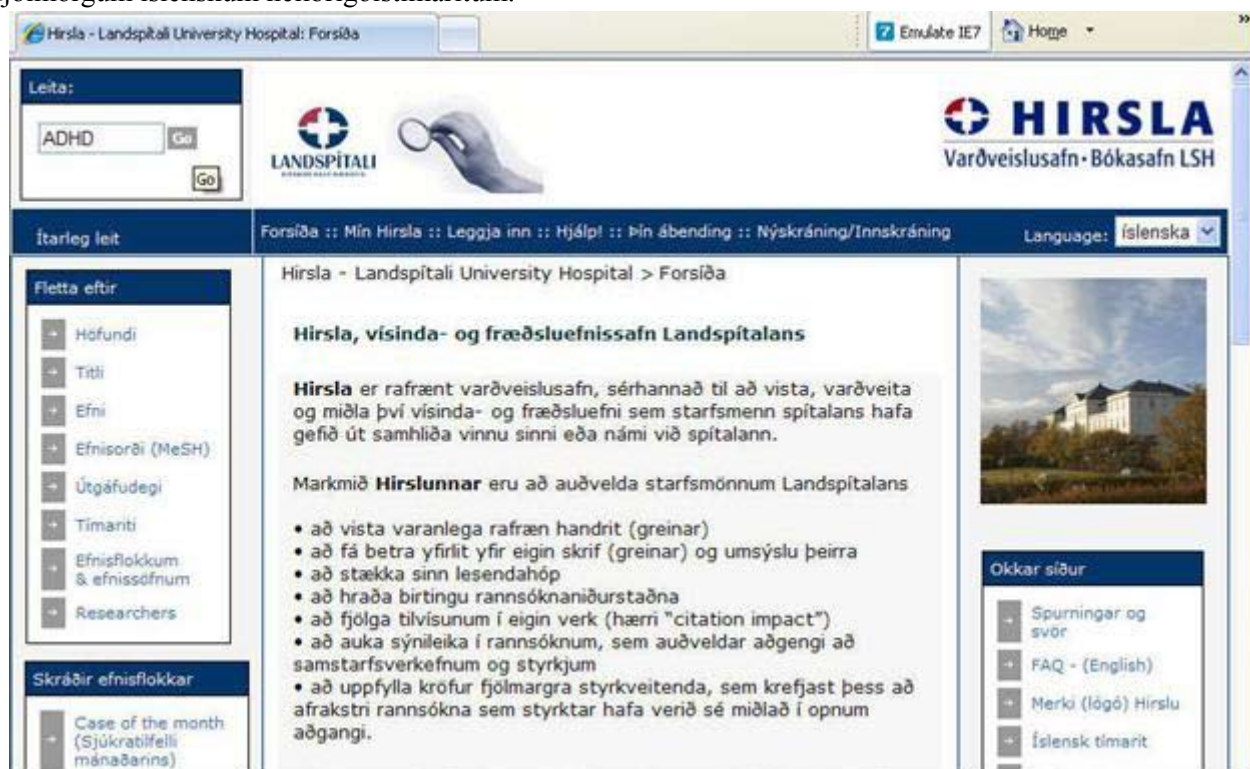 Hirsla - Landspítali University Hospital: Forsíða
Emulate IE7
Home
Leita:
ADHD
Go
Go
LANDSPÍTALI
HIRSLA
Varðveislusafn·Bókasafn LSH
Ítarleg leit
Forsíða :: Mín Hirsla :: Leggja inn :: Hjálp! :: Þín ábending :: Nýskráning/Innskráning
Language: íslenska
Fletta eftir
Höfundi
Titli
Efni
Efnisorði (MeSH)
Útgáfudegi
Tímariti
Efnisflokkum
& efnissöfnum
Researchers
Skráðir efnisflokkar
Case of the month
(Sjúkratilfelli
mánaðarins)
Hirsla - Landspítali University Hospital > Forsíða
Hirsla, vísinda- og fræðsluefnissafn Landspítalans
Hirsla er rafrænt varðveislusafn, sérhannað til að vista, varðveita
og miðla því vísinda- og fræðsluefni sem starfsmenn spítalans hafa
gefið út samhliða vinnu sinni eða námi við spítalann.
Markmið Hirslunnar eru að auðvelda starfsmönnum Landspítalans
• að vista varanlega rafræn handrit (greinar)
• að fá betra yfirlit yfir eigin skrif (greinar) og umsýslu þeirra
• að stækka sinn lesendahóp
• að hraða birtingu rannsóknaniðurstaðna
• að fjölga tilvísunum í eigin verk (hærri "citation impact")
• að auka sýnileika í rannsóknum, sem auðveldar aðgengi að
samstarfsverkefnum og styrkjum
• að uppfylla kröfur fjölmargra styrkveitenda, sem krefjast þess að
afrakstri rannsókna sem styrktar hafa verið sé miðlað í opnum
aðgangi.
Okkar síður
Spurningar og
svör
FAQ - (English)
Merki (lógó) Hirslu
Íslensk tímarit